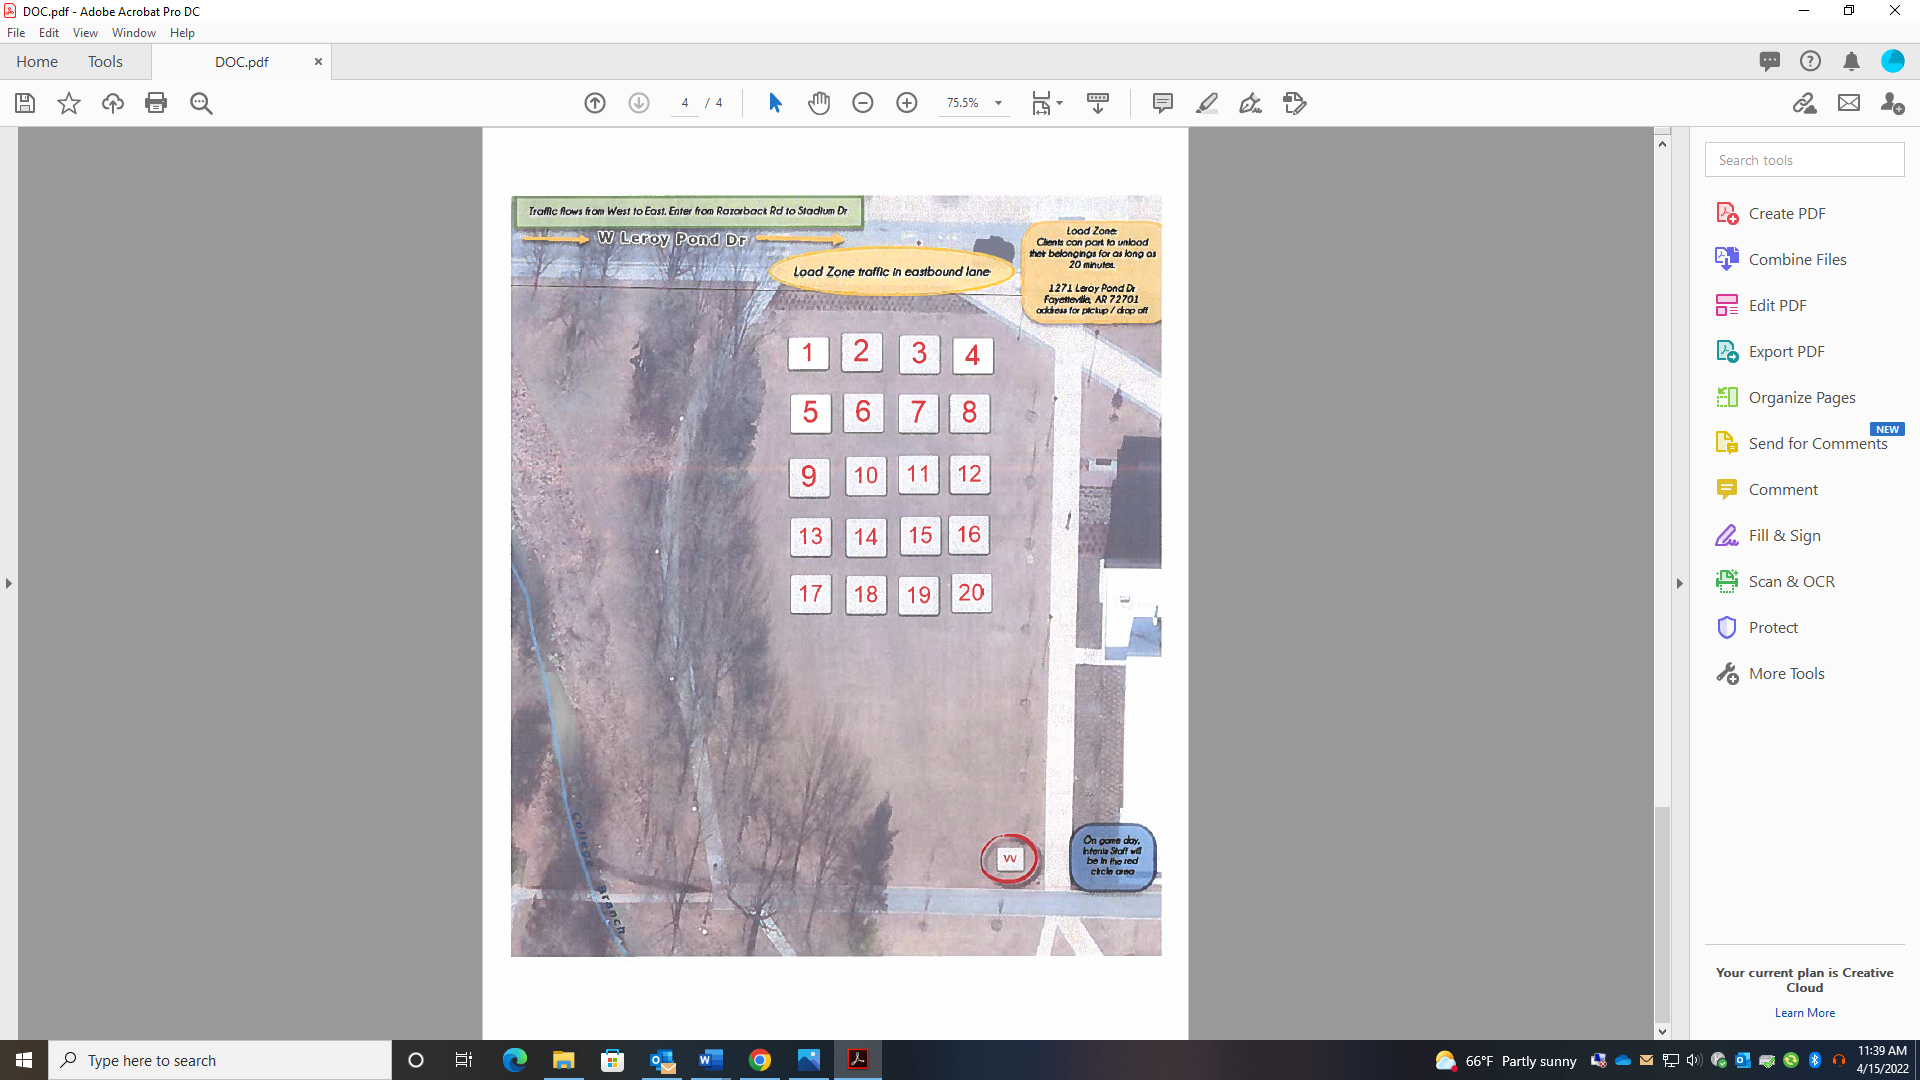 DOC.pdf - Adobe Acrobat Pro DC
File Edit View Window Help
Home Tools DOC.pdf
4 / 4 75.5%
Search tools
Create PDF
Combine Files
Edit PDF
Export PDF
Organize Pages
NEW
Send for Comments
Comment
Fill & Sign
Scan & OCR
Protect
More Tools
Your current plan is Creative
Cloud
Learn More
Traffic flows from West to East. Enter from Razorback Rd to Stadium Dr
W Leroy Pond Dr
Load Zone traffic in eastbound lane
Load Zone:
Clients can park to unload
their belongings for as long as
20 minutes.
1271 Leroy Pond Dr
Fayetteville, AR 72701
address for pickup / drop off
1 2 3 4
5 6 7 8
9 10 11 12
13 14 15 16
17 18 19 20
College Branch
On game day,
Staff will
be in the red
circle area
Type here to search
66°F Partly sunny
11:39 AM
4/15/2022